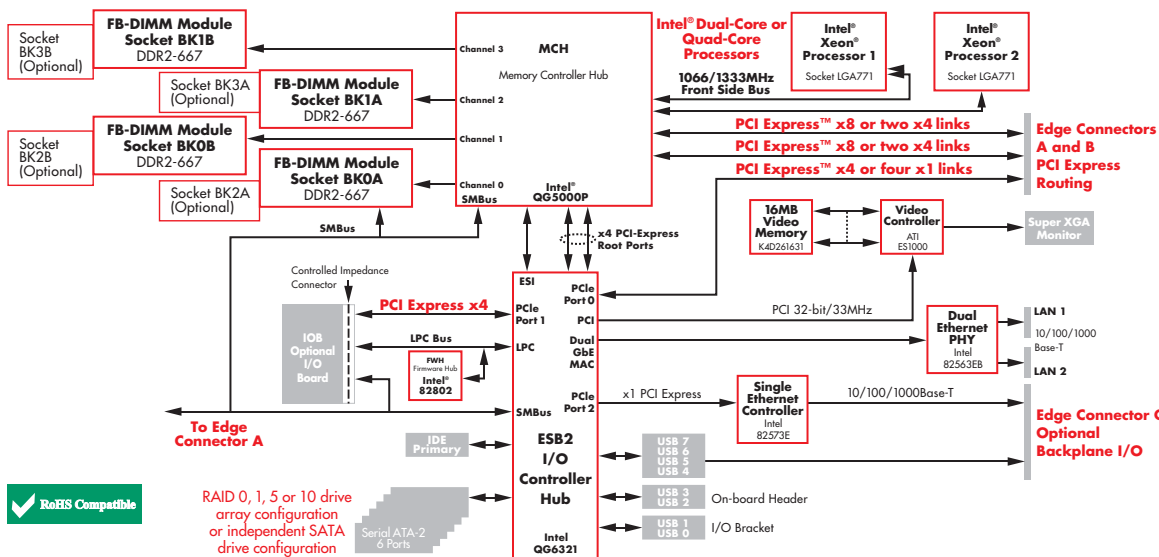 Socket
BK3B
(Optional)
FB-DIMM Module
Socket BK1B
DDR2-667
Socket BK3A
(Optional)
FB-DIMM Module
Socket BK1A
DDR2-667
Socket
BK2B
(Optional)
FB-DIMM Module
Socket BK0B
DDR2-667
Socket BK2A
(Optional)
FB-DIMM Module
Socket BK0A
DDR2-667
MCH
Memory Controller Hub
Channel 3
Channel 2
Channel 1
Channel 0
SMBus
Intel®
QG5000P
Intel® Dual-Core or
Quad-Core
Processors
1066/1333MHz
Front Side Bus
Intel®
Xeon®
Processor 1
Socket LGA771
Intel®
Xeon®
Processor 2
Socket LGA771
PCI Express™ x8 or two x4 links
PCI Express™ x8 or two x4 links
PCI Express™ x4 or four x1 links
Edge Connectors
A and B
PCI Express
Routing
16MB
Video
Memory
K4D261631
Video
Controller
ATI
ES1000
Super XGA
Monitor
SMBus
x4 PCI-Express
Root Ports
Controlled Impedance
Connector
IOB
Optional
I/O
Board
PCI Express x4
LPC Bus
FWH
Firmware Hub
Intel®
82802
To Edge
Connector A
ESI
PCIe
Port 1
LPC
SMBus
PCIe
Port 0
PCI
Dual
GbE
MAC
PCIe
Port 2
ESB2
I/O
Controller
Hub
Intel
QG6321
PCI 32-bit/33MHz
Dual
Ethernet
PHY
Intel
82563EB
LAN 1
10/100/1000
Base-T
LAN 2
x1 PCI Express
Single
Ethernet
Controller
Intel
82573E
10/100/1000Base-T
Edge Connector C
Optional
Backplane I/O
IDE
Primary
USB 7
USB 6
USB 5
USB 4
USB 3
USB 2
On-board Header
USB 1
USB 0
I/O Bracket
RoHS Compatible
RAID 0, 1, 5 or 10 drive
array configuration
or independent SATA
drive configuration
Serial ATA-2
6 Ports